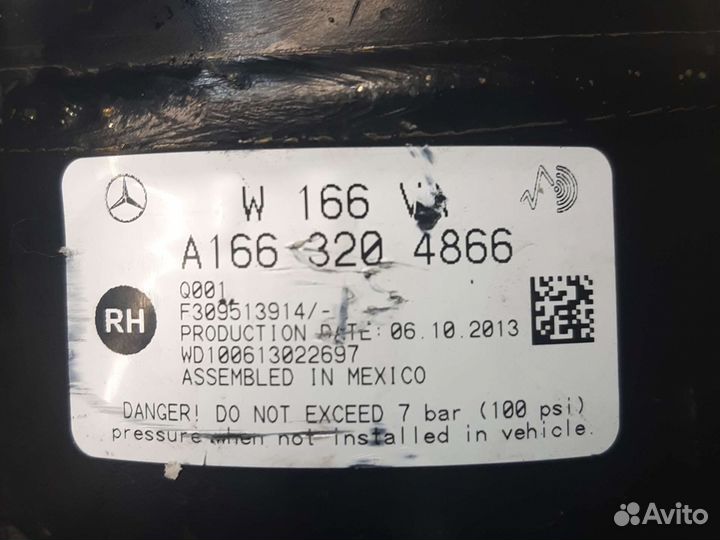 W 166 VA
A166 320 4866
Q001
F309513914/-
RH
PRODUCTION DATE: 06.10.2013
WD100613022697
ASSEMBLED IN MEXICO
DANGER! DO NOT EXCEED 7 bar (100 psi)
pressure when not installed in vehicle.
Avito